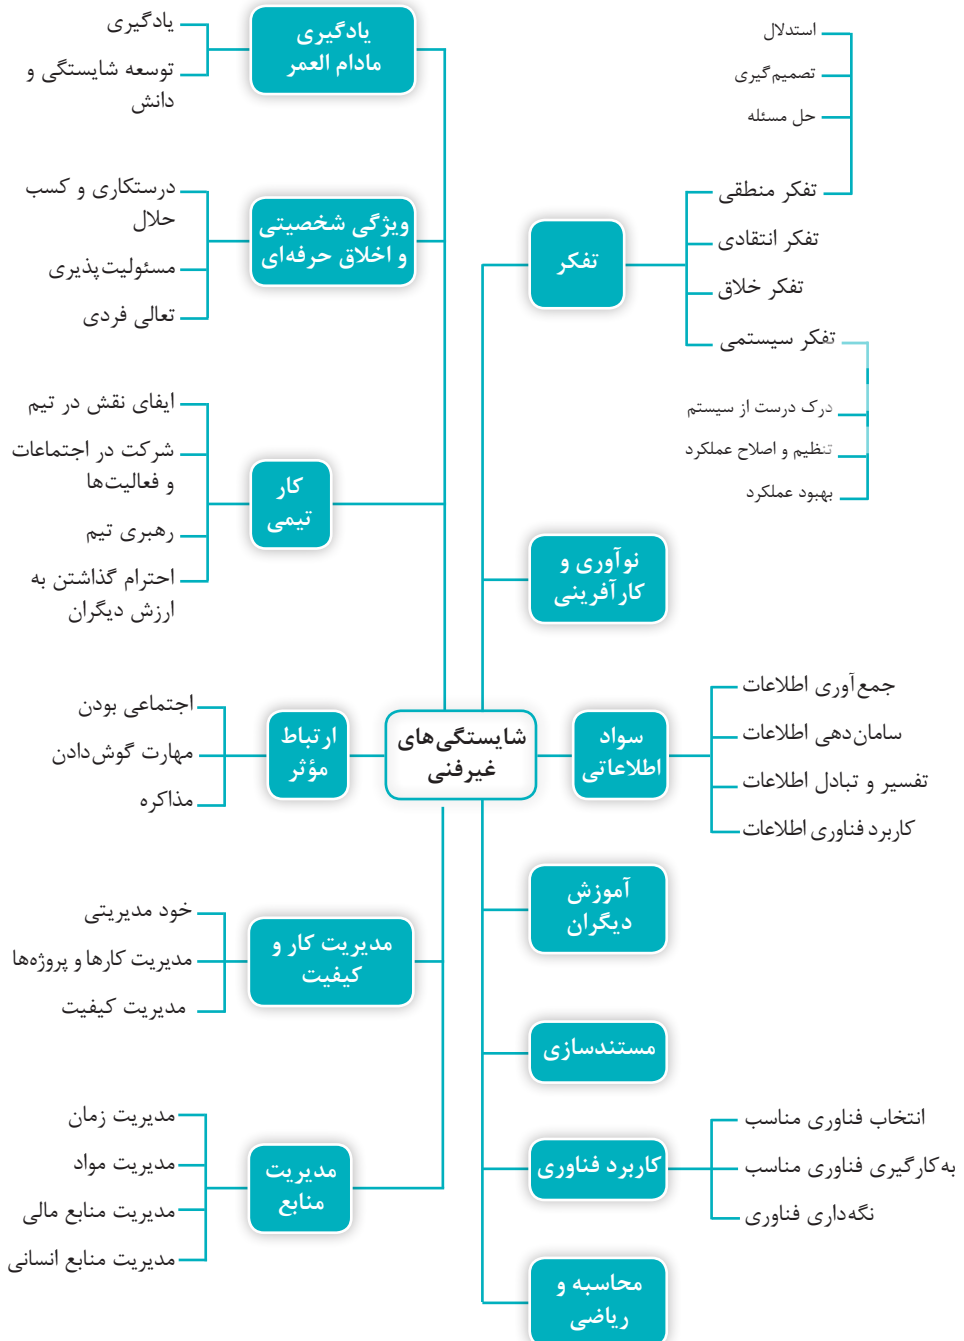 شایستگی‌های
غیرفنی
تفکر
تفکر منطقی
استدلال
تصمیم‌گیری
حل مسئله
تفکر انتقادی
تفکر خلاق
تفکر سیستمی
درک درست از سیستم
تنظیم و اصلاح عملکرد
بهبود عملکرد
نوآوری و
کارآفرینی
سواد
اطلاعاتی
جمع‌آوری اطلاعات
سامان‌دهی اطلاعات
تفسیر و تبادل اطلاعات
کاربرد فناوری اطلاعات
آموزش
دیگران
مستندسازی
کاربرد فناوری
انتخاب فناوری مناسب
به‌کارگیری فناوری مناسب
نگه‌داری فناوری
محاسبه و
ریاضی
یادگیری
مادام العمر
یادگیری
توسعه شایستگی و
دانش
ویژگی شخصیتی
و اخلاق حرفه‌ای
درستکاری و کسب
حلال
مسئولیت‌پذیری
تعالی فردی
کار
تیمی
ایفای نقش در تیم
شرکت در اجتماعات
و فعالیت‌ها
رهبری تیم
احترام گذاشتن به
ارزش دیگران
ارتباط
مؤثر
اجتماعی بودن
مهارت گوش‌دادن
مذاکره
مدیریت کار و
کیفیت
خود مدیریتی
مدیریت کارها و پروژه‌ها
مدیریت کیفیت
مدیریت
منابع
مدیریت زمان
مدیریت مواد
مدیریت منابع مالی
مدیریت منابع انسانی